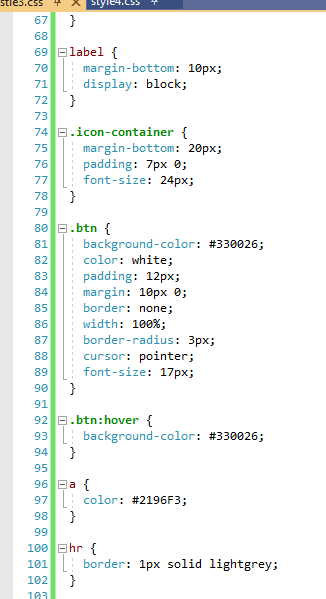 stle3.css style4.css
67 }
68
69 label {
70 margin-bottom: 10px;
71 display: block;
72 }
73
74 .icon-container {
75 margin-bottom: 20px;
76 padding: 7px 0;
77 font-size: 24px;
78 }
79
80 .btn {
81 background-color: #330026;
82 color: white;
83 padding: 12px;
84 margin: 10px 0;
85 border: none;
86 width: 100%;
87 border-radius: 3px;
88 cursor: pointer;
89 font-size: 17px;
90 }
91
92 .btn:hover {
93 background-color: #330026;
94 }
95
96 a {
97 color: #2196F3;
98 }
99
100 hr {
101 border: 1px solid lightgrey;
102 }
103